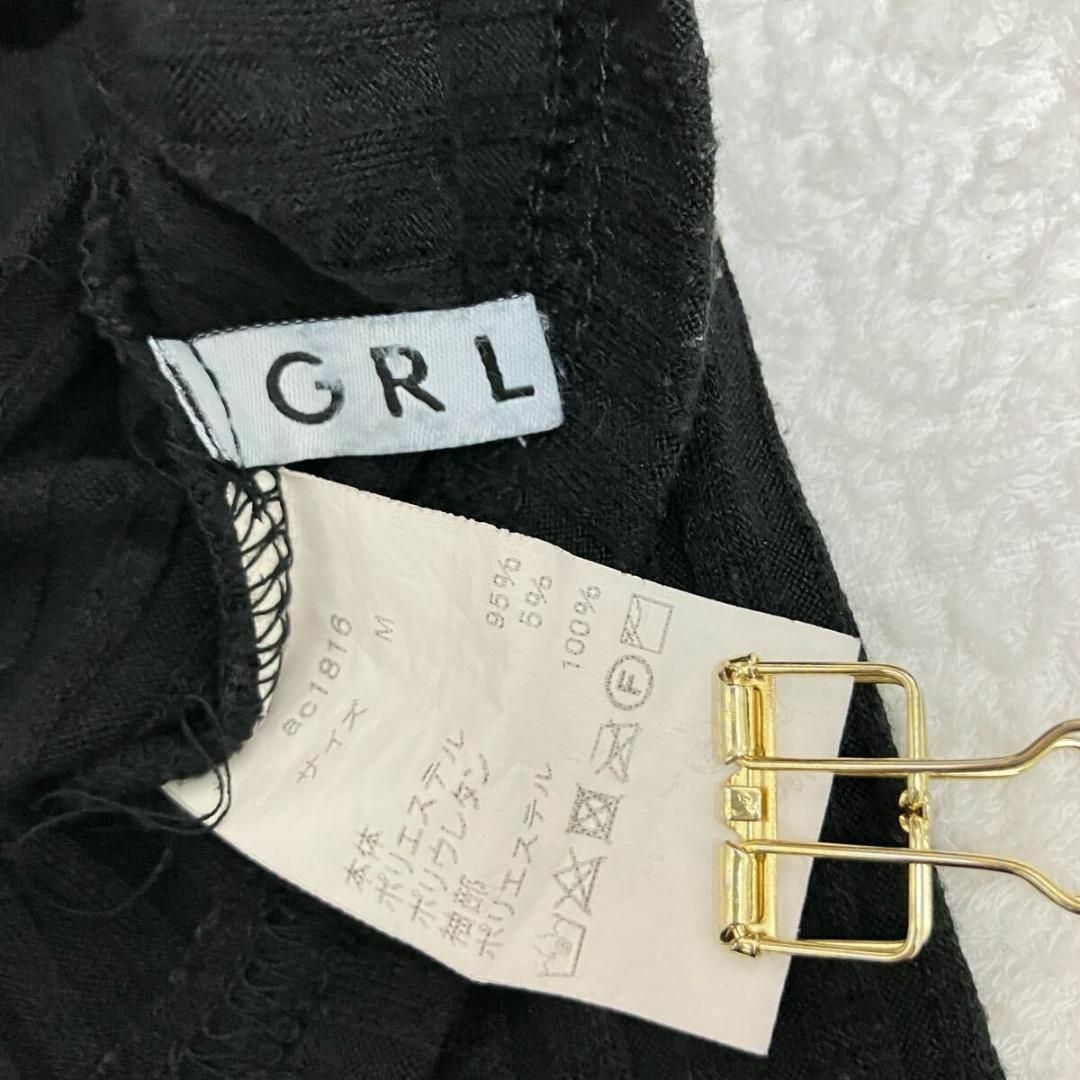 GRL
ac1816
サイズ M
本体
ポリエステル 95%
ポリウレタン 5%
袖部
ポリエステル 100%
F